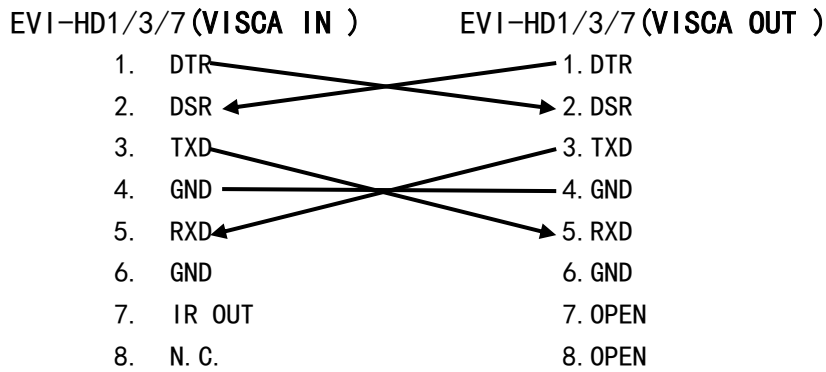 EVI-HD1/3/7(VISCA IN ) EVI-HD1/3/7(VISCA OUT )
1. DTR 1.DTR
2. DSR 2.DSR
3. TXD 3.TXD
4. GND 4.GND
5. RXD 5.RXD
6. GND 6.GND
7. IR OUT 7.OPEN
8. N.C. 8.OPEN